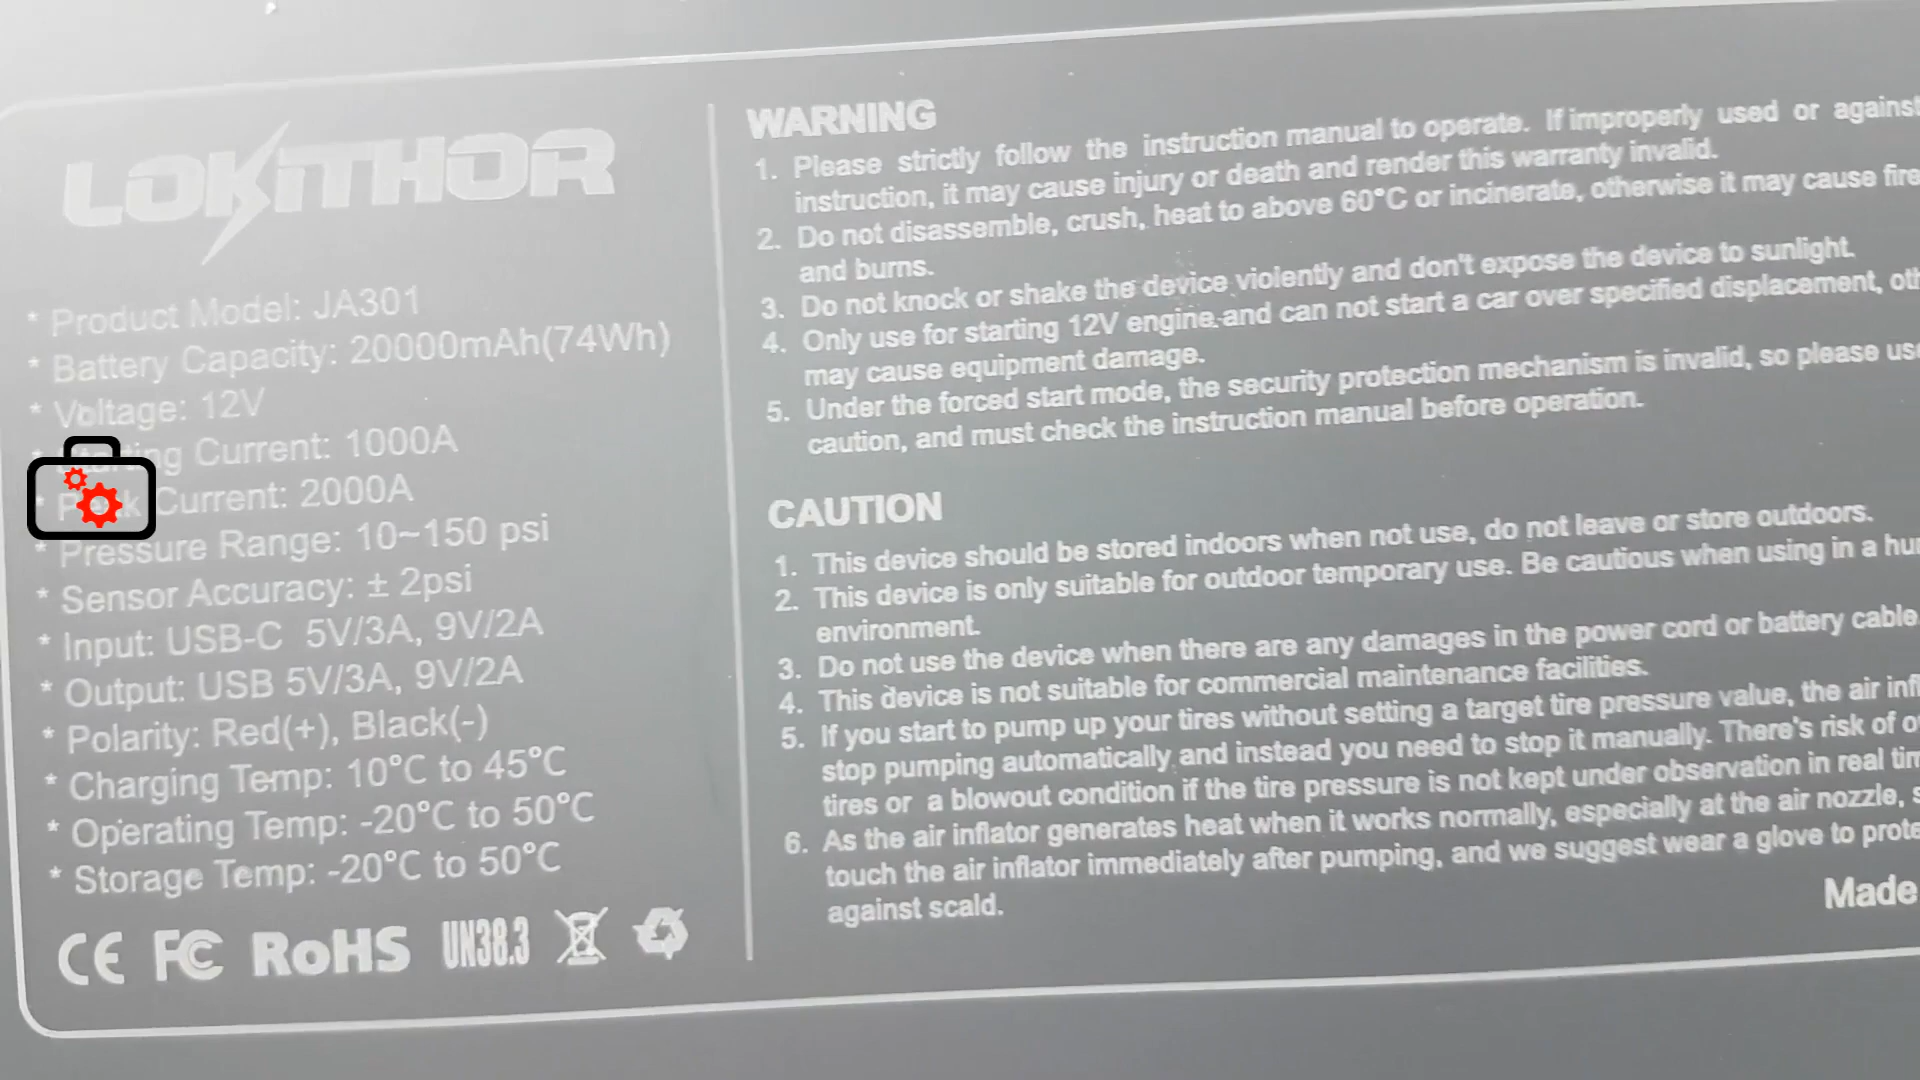 LOKITHOR
* Product Model: JA301
* Battery Capacity: 20000mAh(74Wh)
* Voltage: 12V
* Starting Current: 1000A
* Peak Current: 2000A
* Pressure Range: 10~150 psi
* Sensor Accuracy: ± 2psi
* Input: USB-C 5V/3A, 9V/2A
* Output: USB 5V/3A, 9V/2A
* Polarity: Red(+), Black(-)
* Charging Temp: 10°C to 45°C
* Operating Temp: -20°C to 50°C
* Storage Temp: -20°C to 50°C
CE FC RoHS UN38.3
WARNING
1. Please strictly follow the instruction manual to operate. If improperly used or against
instruction, it may cause injury or death and render this warranty invalid.
2. Do not disassemble, crush, heat to above 60°C or incinerate, otherwise it may cause fire
and burns.
3. Do not knock or shake the device violently and don't expose the device to sunlight.
4. Only use for starting 12V engine and can not start a car over specified displacement,
may cause equipment damage.
5. Under the forced start mode, the security protection mechanism is invalid, so please use
caution, and must check the instruction manual before operation.
CAUTION
1. This device should be stored indoors when not use, do not leave or store outdoors.
2. This device is only suitable for outdoor temporary use. Be cautious when using in a
environment.
3. Do not use the device when there are any damages in the power cord or battery cable.
4. This device is not suitable for commercial maintenance facilities.
5. If you start to pump up your tires without setting a target tire pressure value, the air
stop pumping automatically and instead you need to stop it manually. There's risk of
tires or a blowout condition if the tire pressure is not kept under observation in real
6. As the air inflator generates heat when it works normally, especially at the air nozzle,
touch the air inflator immediately after pumping, and we suggest wear a glove to
against scald.
Made